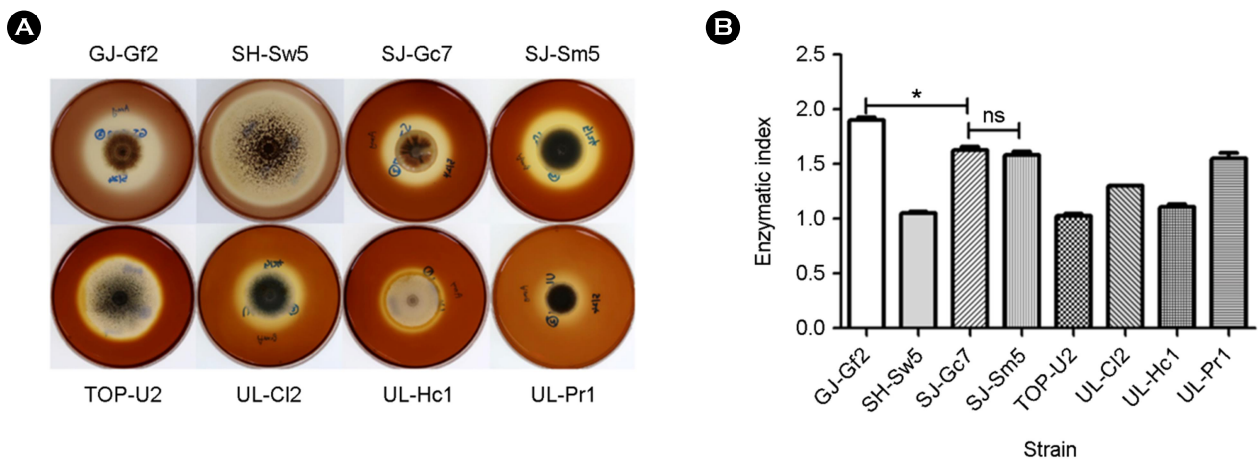 A
GJ-Gf2
SH-Sw5
SJ-Gc7
SJ-Sm5
TOP-U2
UL-Cl2
UL-Hc1
UL-Pr1
B
Enzymatic index
2.5
2.0
1.5
1.0
0.5
0.0
*
ns
GJ-Gf2
SH-Sw5
SJ-Gc7
SJ-Sm5
TOP-U2
UL-Cl2
UL-Hc1
UL-Pr1
Strain